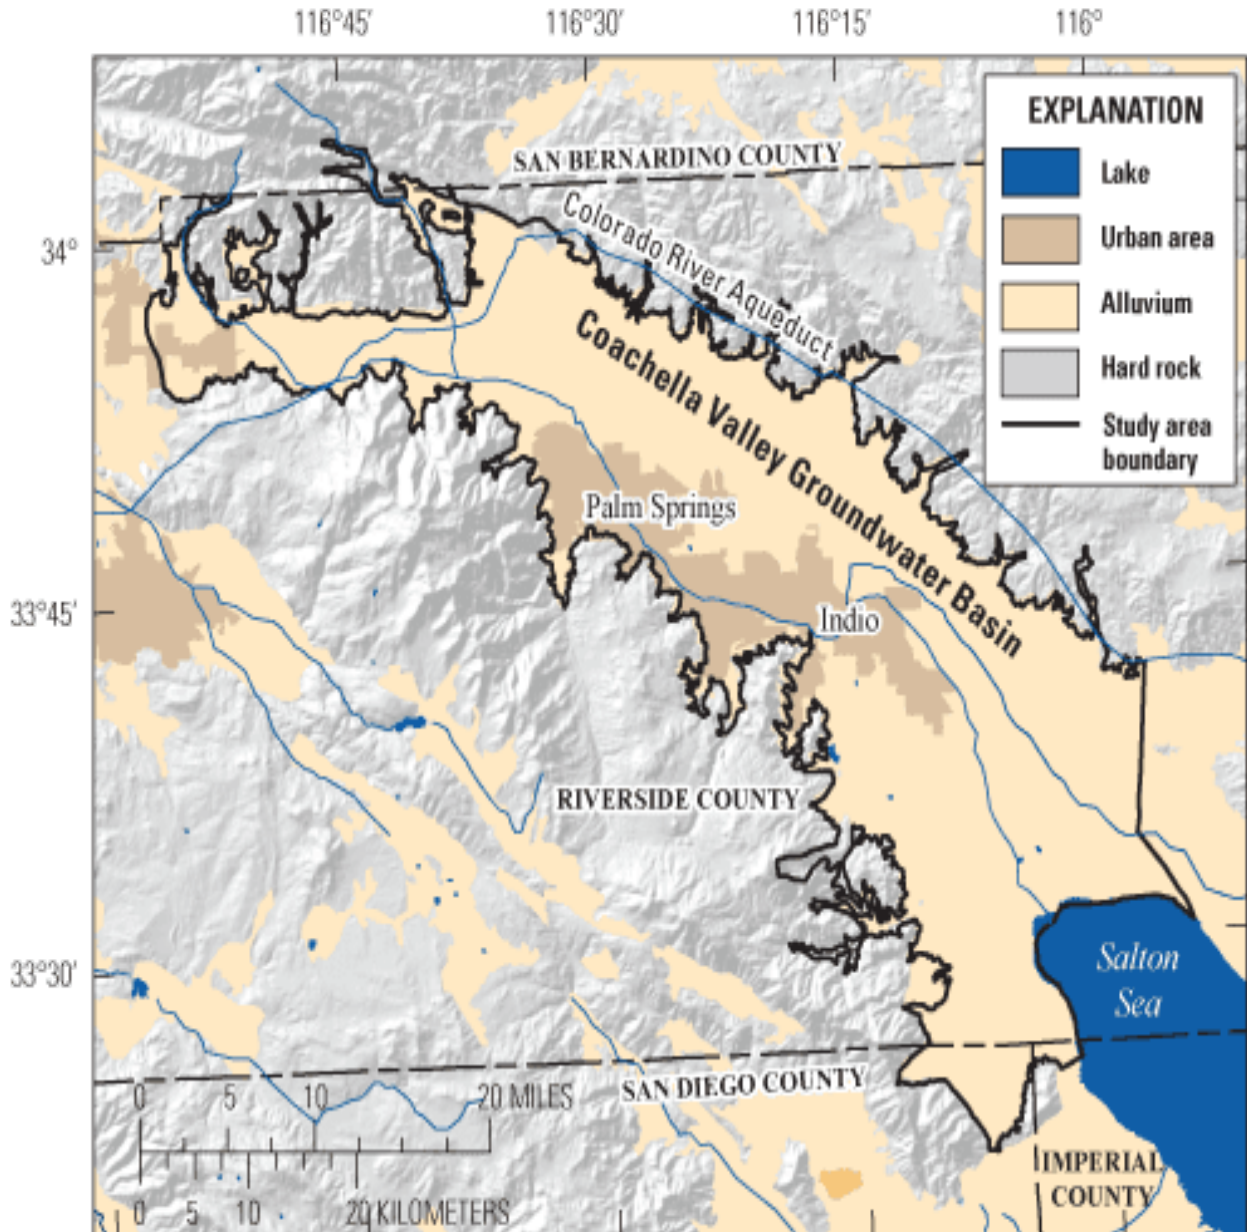 116°45' 116°30' 116°15' 116°
EXPLANATION
Lake
Urban area
Alluvium
Hard rock
Study area
boundary
SAN BERNARDINO COUNTY
Colorado River Aqueduct
34°
Coachella Valley Groundwater Basin
Palm Springs
33°45'
Indio
RIVERSIDE COUNTY
33°30'
Salton
Sea
SAN DIEGO COUNTY
0 5 10 20 MILES
IMPERIAL
COUNTY
0 5 10 20 KILOMETERS